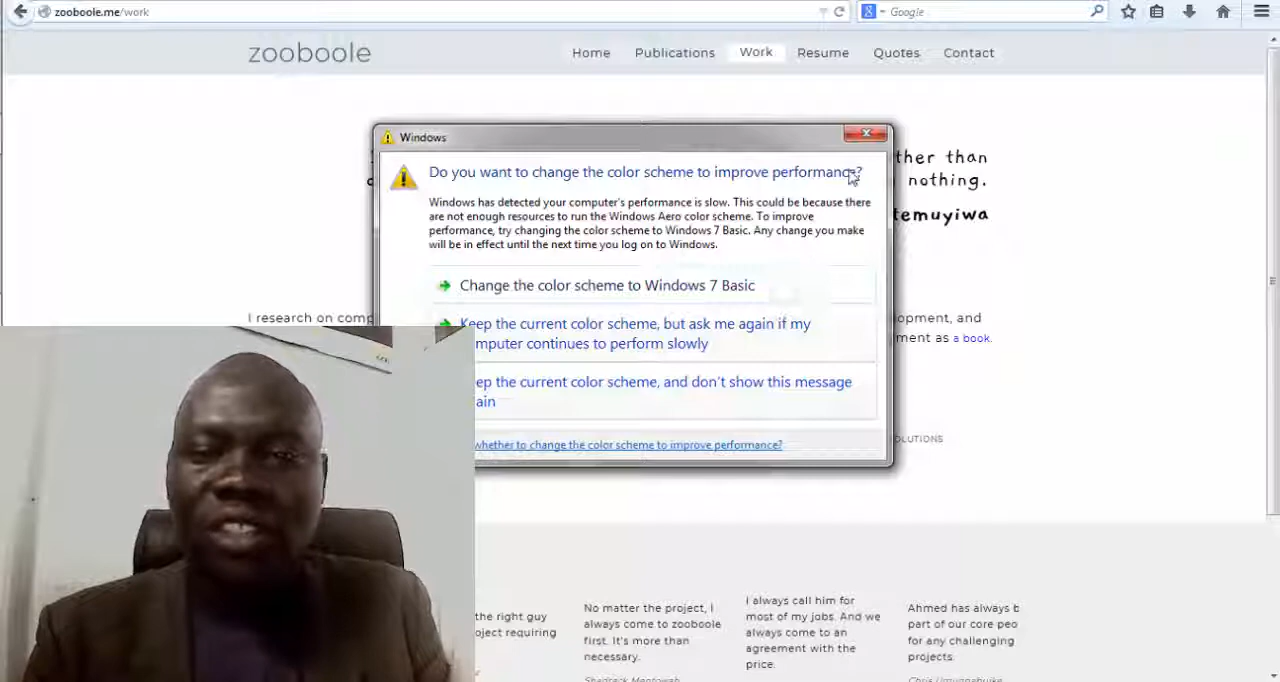 zooboole.me/work
Google
zooboole
Home
Publications
Work
Resume
Quotes
Contact
ther than
nothing.
temuyiwa
Windows
Do you want to change the color scheme to improve performance?
Windows has detected your computer's performance is slow. This could be because there
are not enough resources to run the Windows Aero color scheme. To improve
performance, try changing the color scheme to Windows 7 Basic. Any change you make
will be in effect until the next time you log on to Windows.
Change the color scheme to Windows 7 Basic
Keep the current color scheme, but ask me again if my
mputer continues to perform slowly
ep the current color scheme, and don't show this message
ain
whether to change the color scheme to improve performance?
I research on comp
opment, and
ment as a book.
OLUTIONS
the right guy
oject requiring
No matter the project, I
always come to zooboole
first. It's more than
necessary.
I always call him for
most of my jobs. And we
always come to an
agreement with the
price.
Ahmed has always b
part of our core peo
for any challenging
projects.